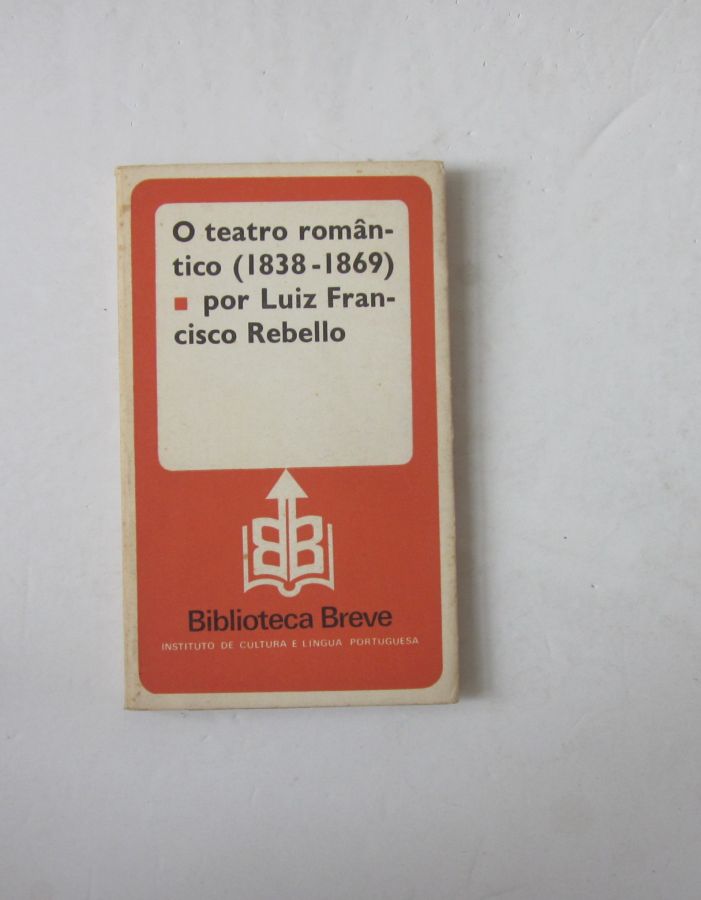 O teatro român-
tico (1838-1869)
■ por Luiz Fran-
cisco Rebello
BB
Biblioteca Breve
INSTITUTO DE CULTURA E LÍNGUA PORTUGUESA